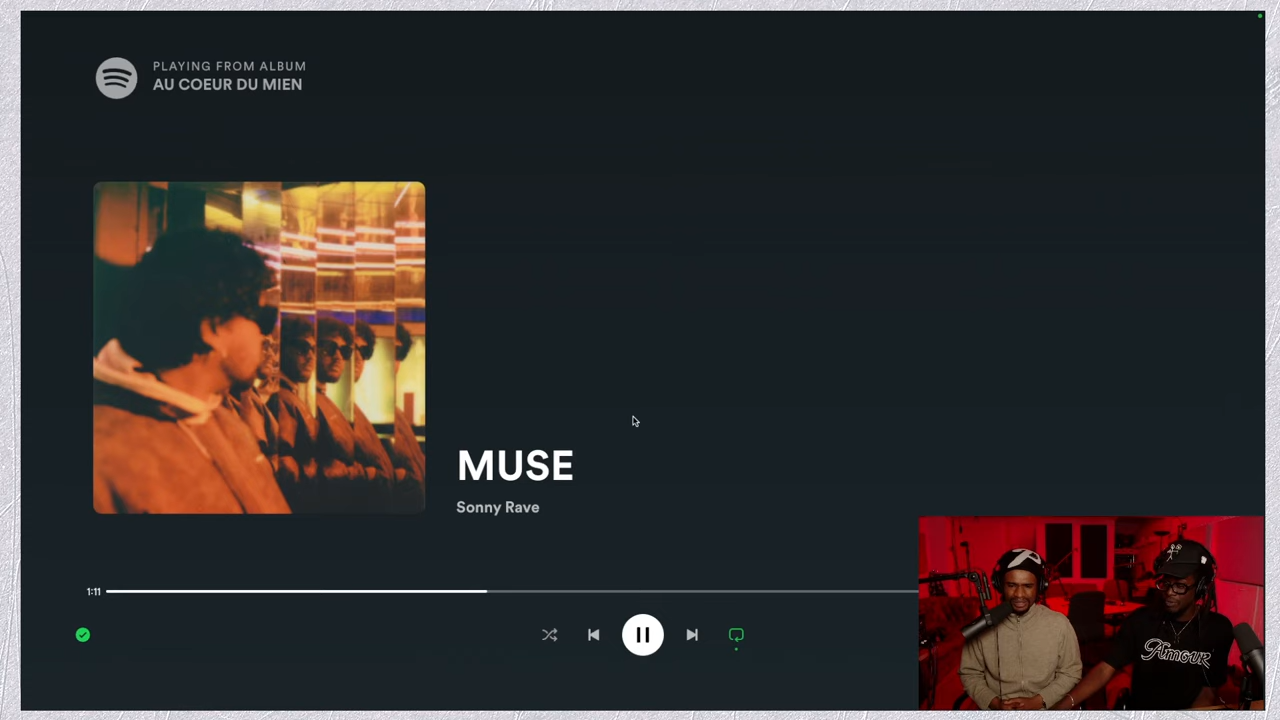 PLAYING FROM ALBUM
AU COEUR DU MIEN
MUSE
Sonny Rave
1:11
Amour